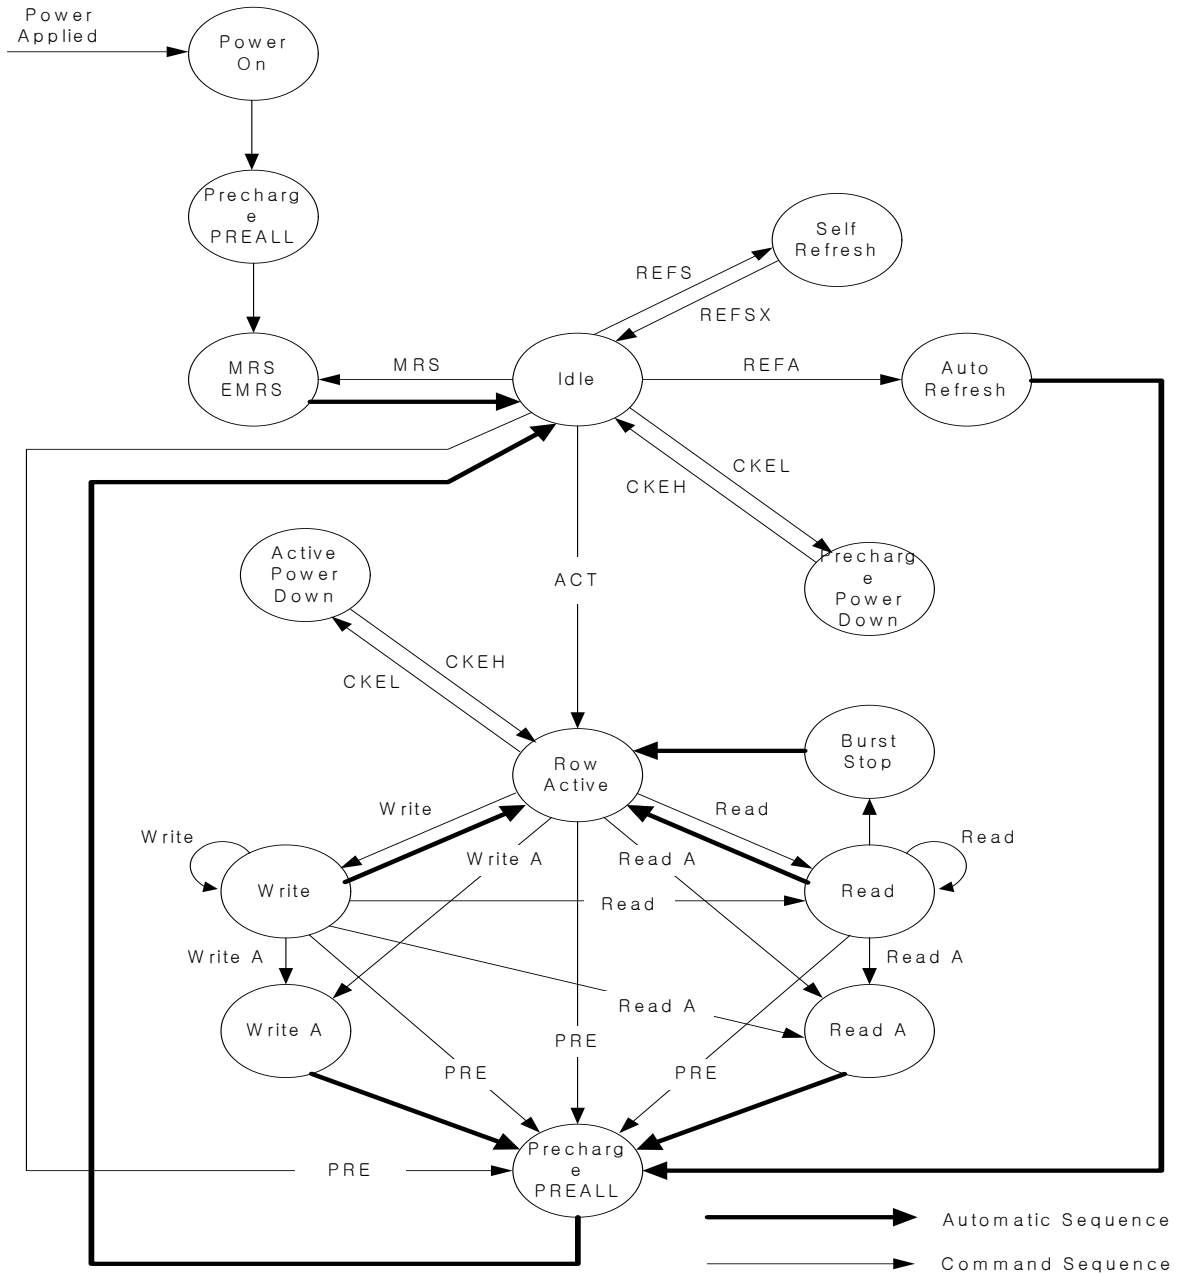 Power
Applied
Power
On
Precharg
e
PREALL
Self
Refresh
REFS
REFSX
MRS
EMRS
MRS
Idle
REFA
Auto
Refresh
CKEL
CKEH
Active
Power
Down
ACT
Precharg
e
Power
Down
CKEH
CKEL
Row
Active
Burst
Stop
Write
Read
Write
Write A
Read A
Read
Write
Read
Read
Write A
Read A
Read A
Write A
Read A
PRE
PRE
PRE
Precharg
e
PREALL
PRE
Automatic Sequence
Command Sequence